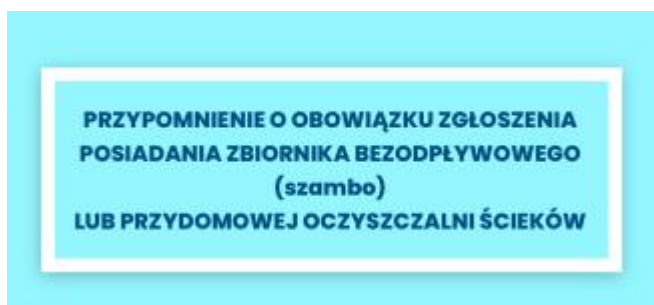 PRZYPOMNIENIE O OBOWIĄZKU ZGŁOSZENIA
POSIADANIA ZBIORNIKA BEZODPŁYWOWEGO
(szambo)
LUB PRZYDOMOWEJ OCZYSZCZALNI ŚCIEKÓW